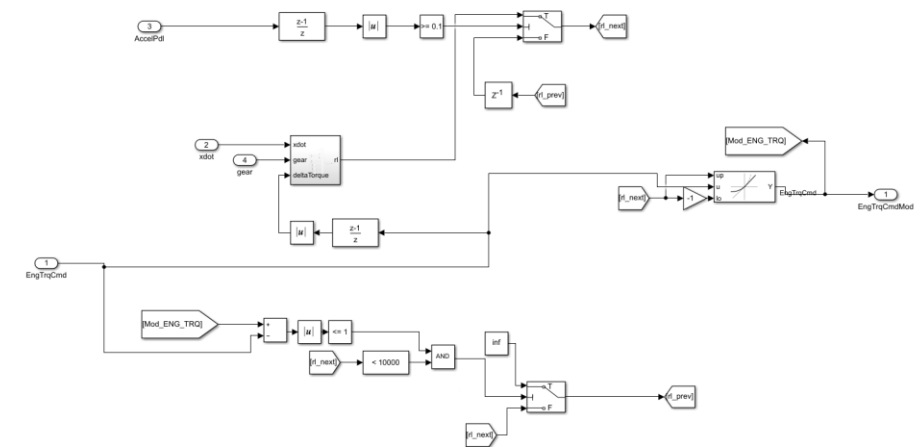 3
AccelPdl
z-1
z
|u|
>= 0.1
T
F
[rl_next]
z-1
[rl_prev]
2
xdot
4
gear
xdot
gear
deltaTorque
rl
|u|
z-1
z
[Mod_ENG_TRQ]
[rl_next]
-1
up
u
lo
Y
EngTrqCmd
1
EngTrqCmdMod
1
EngTrqCmd
[Mod_ENG_TRQ]
+
−
|u|
<= 1
[rl_next]
< 10000
AND
inf
T
F
[rl_prev]
[rl_next]